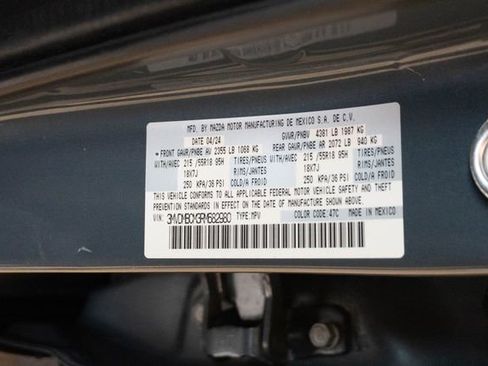 MFD. BY MAZDA MOTOR MANUFACTURING DE MEXICO S.A. DE C.V.
DATE 04/24 GVWR/PNBV 4381 LB 1987 KG
FRONT GAWR/PNBE AV 2355 LB 1068 KG REAR GAWR/PNBE AR 2072 LB 940 KG
WITH/AVEC 215/55R18 95H TIRES/PNEUS WITH/AVEC 215/55R18 95H TIRES/PNEUS
18X7J RIMS/JANTES 18X7J RIMS/JANTES
250 KPA/36 PSI COLD/A FROID 250 KPA/36 PSI COLD/A FROID
THIS VEHICLE CONFORMS TO ALL APPLICABLE FEDERAL MOTOR VEHICLE SAFETY AND THEFT
PREVENTION STANDARDS IN EFFECT ON THE DATE OF MANUFACTURE SHOWN ABOVE.
VIN: TYPE: MPV COLOR CODE: 47C MADE IN MEXICO